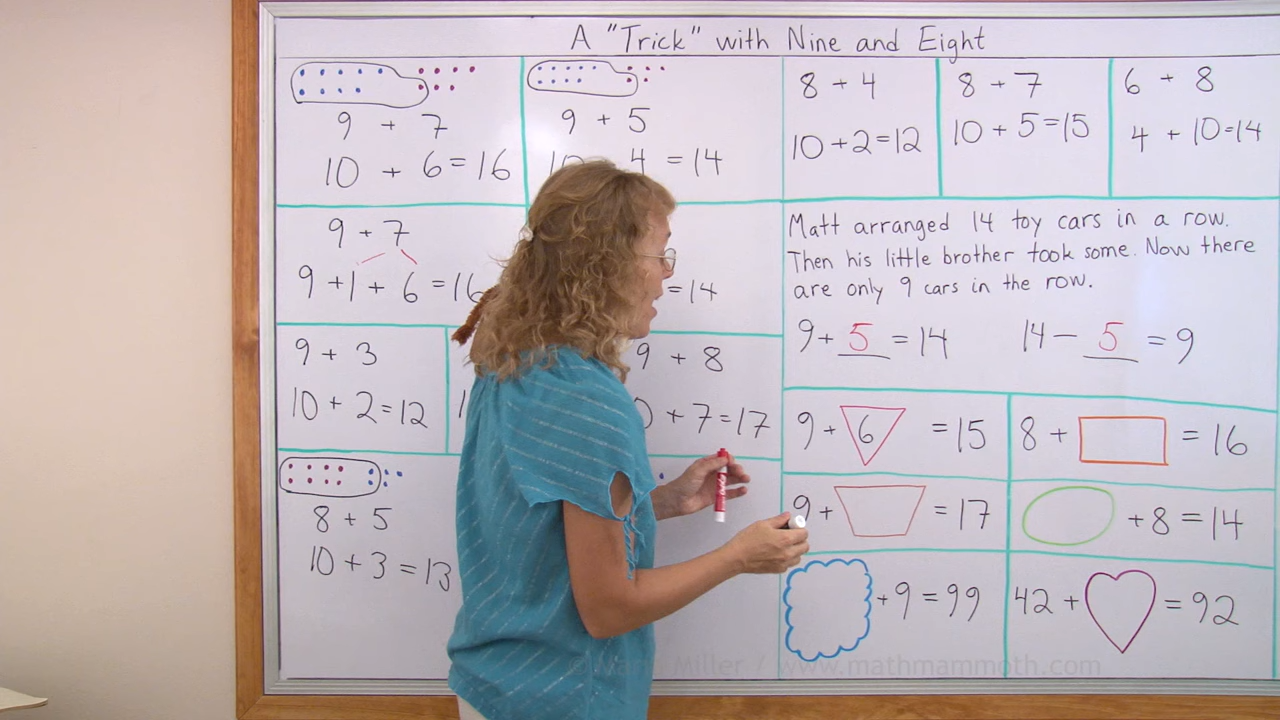 A "Trick" with Nine and Eight
9 + 7
10 + 6 = 16
9 + 5
4 = 14
9 + 7
9 + 1 + 6 = 16
= 14
9 + 3
10 + 2 = 12
9 + 8
+ 7 = 17
8 + 5
10 + 3 = 13
8 + 4
10 + 2 = 12
8 + 7
10 + 5 = 15
6 + 8
4 + 10 = 14
Matt arranged 14 toy cars in a row.
Then his little brother took some. Now there
are only 9 cars in the row.
9 + 5 = 14
14 - 5 = 9
9 + 6 = 15
8 + = 16
9 + = 17
+ 8 = 14
+ 9 = 99
42 + = 92
Miller / www.mathmammoth.com